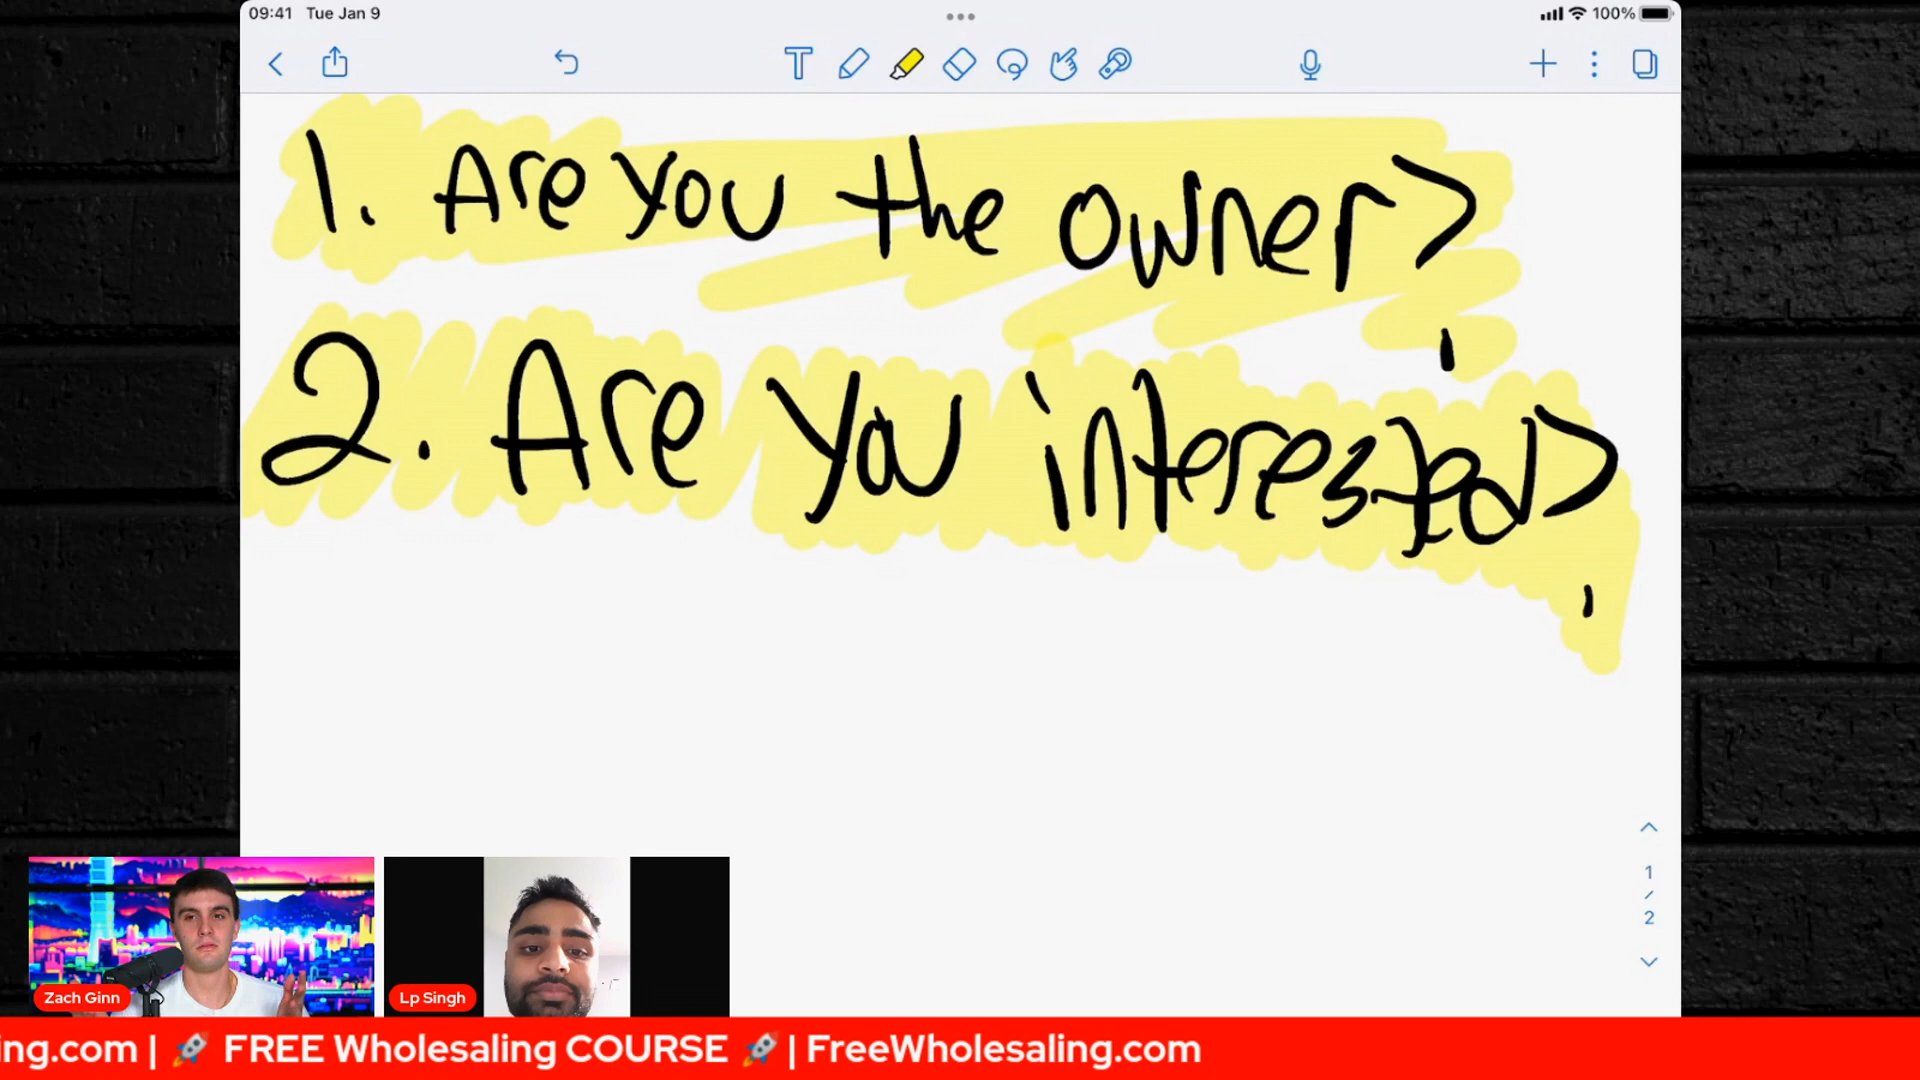 09:41 Tue Jan 9 100%
1. Are you the owner?
2. Are you interested?
1
/
2
Zach Ginn
Lp Singh
ing.com | 🚀 FREE Wholesaling COURSE 🚀 | FreeWholesaling.com